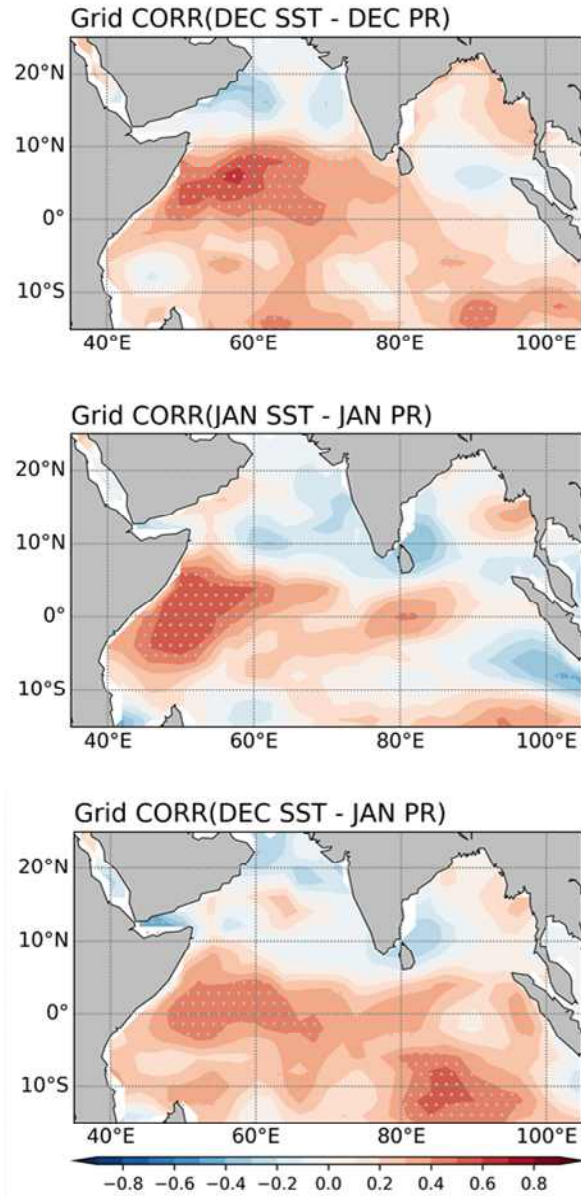 Grid CORR(DEC SST - DEC PR)
20°N
10°N
0°
10°S
40°E 60°E 80°E 100°E
Grid CORR(JAN SST - JAN PR)
20°N
10°N
0°
10°S
40°E 60°E 80°E 100°E
Grid CORR(DEC SST - JAN PR)
20°N
10°N
0°
10°S
40°E 60°E 80°E 100°E
−0.8 −0.6 −0.4 −0.2 0.0 0.2 0.4 0.6 0.8